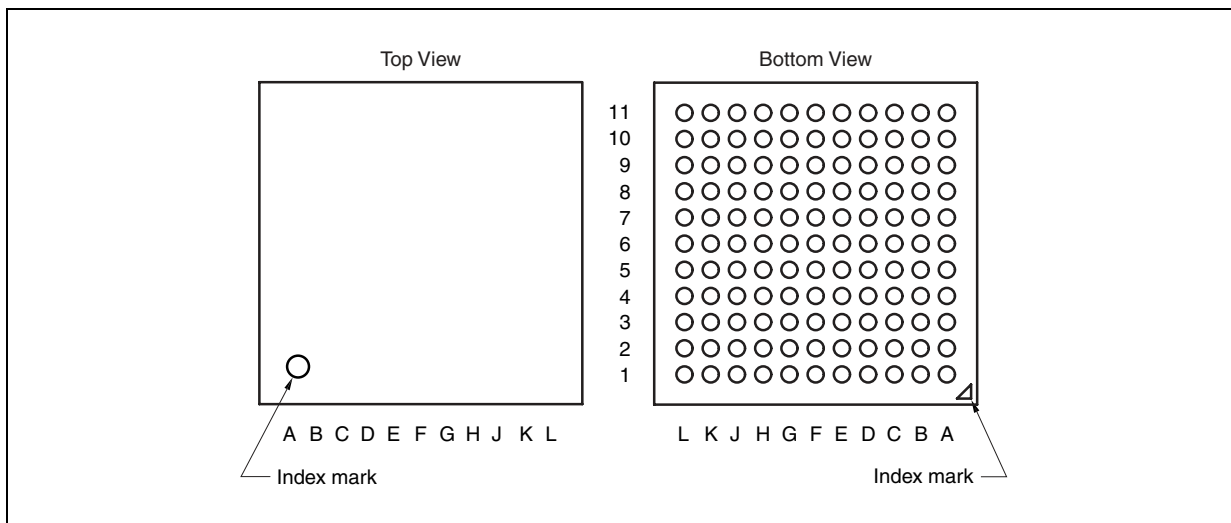 Top View
Bottom View
11
10
9
8
7
6
5
4
3
2
1
A B C D E F G H J K L
L K J H G F E D C B A
Index mark
Index mark